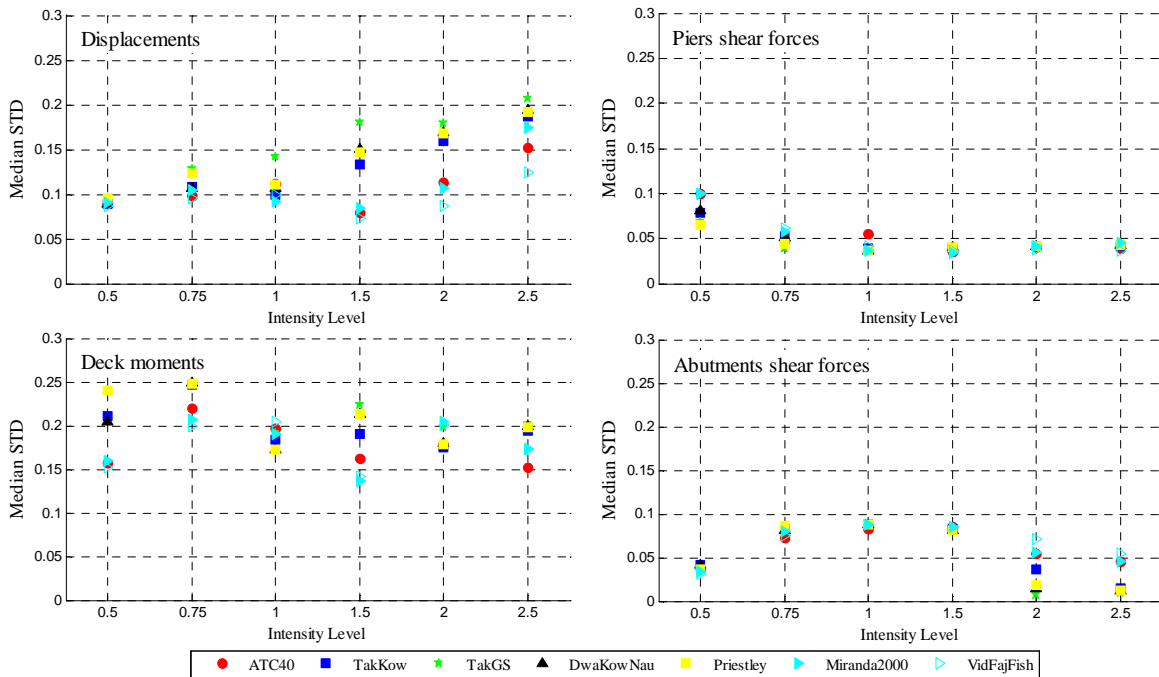 Displacements
Median STD
0.3
0.25
0.2
0.15
0.1
0.05
0
0.5 0.75 1 1.5 2 2.5
Intensity Level
Piers shear forces
Median STD
0.3
0.25
0.2
0.15
0.1
0.05
0
0.5 0.75 1 1.5 2 2.5
Intensity Level
Deck moments
Median STD
0.3
0.25
0.2
0.15
0.1
0.05
0
0.5 0.75 1 1.5 2 2.5
Intensity Level
Abutments shear forces
Median STD
0.3
0.25
0.2
0.15
0.1
0.05
0
0.5 0.75 1 1.5 2 2.5
Intensity Level
ATC40 TakKow TakGS DwaKowNau Priestley Miranda2000 VidFajFish